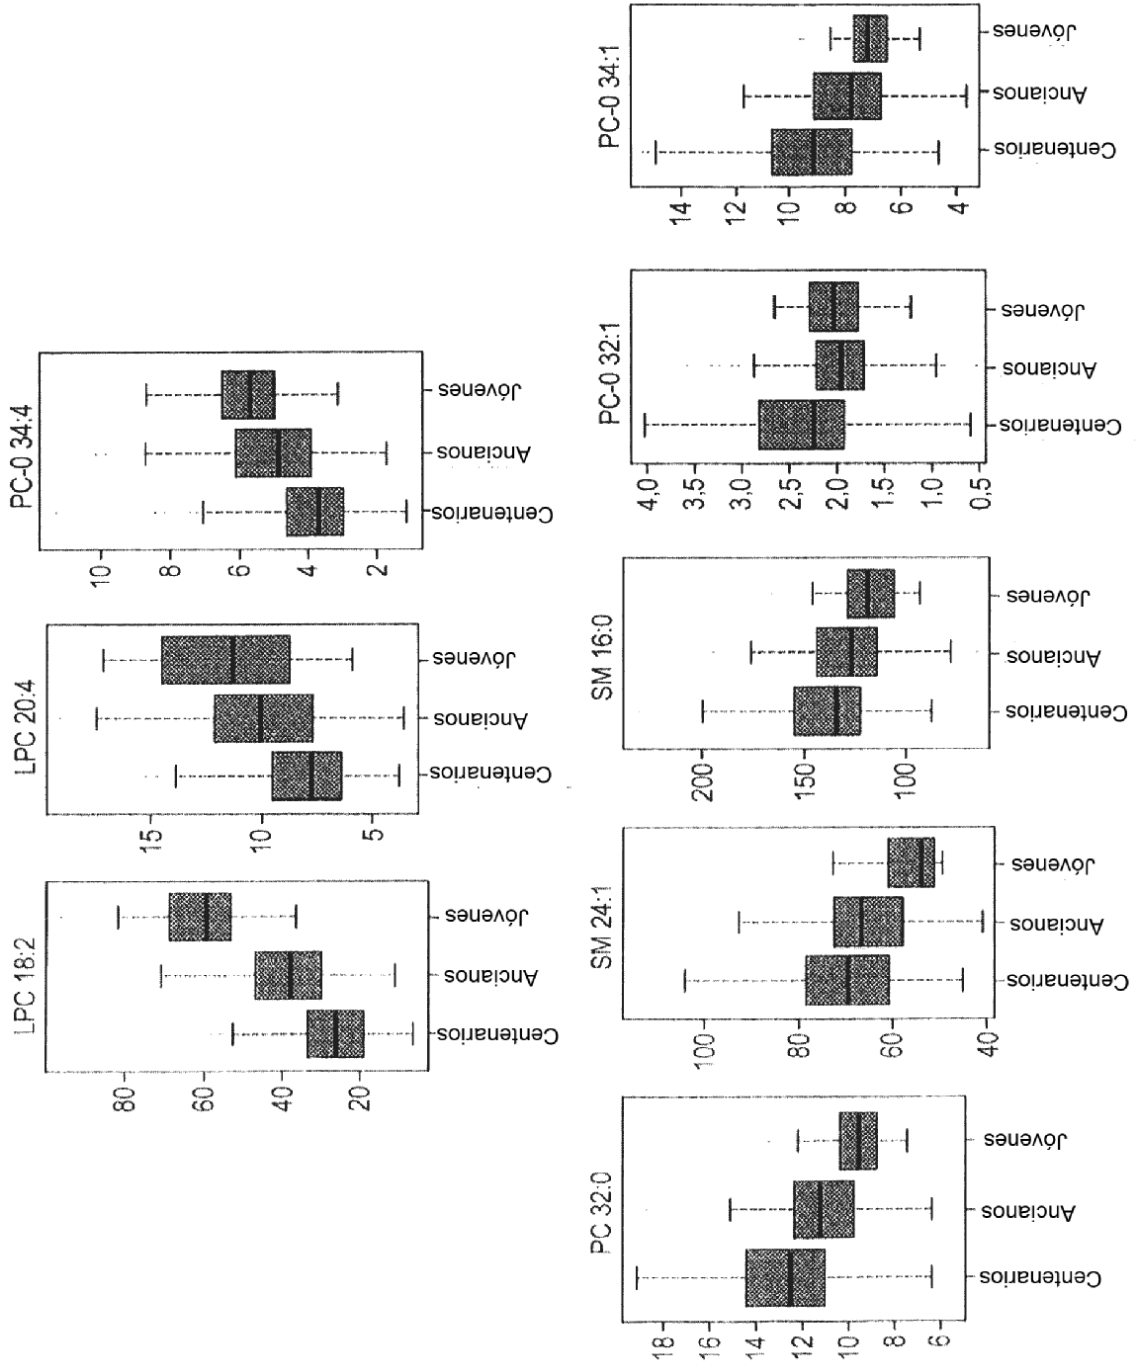 LPC 18:2
80
60
40
20
Centenarios
Ancianos
Jóvenes
LPC 20:4
15
10
5
Centenarios
Ancianos
Jóvenes
PC-0 34:4
10
8
6
4
2
Centenarios
Ancianos
Jóvenes
PC 32:0
18
16
14
12
10
8
6
Centenarios
Ancianos
Jóvenes
SM 24:1
100
80
60
40
Centenarios
Ancianos
Jóvenes
SM 16:0
200
150
100
Centenarios
Ancianos
Jóvenes
PC-0 32:1
4,0
3,5
3,0
2,5
2,0
1,5
1,0
0,5
Centenarios
Ancianos
Jóvenes
PC-0 34:1
14
12
10
8
6
4
Centenarios
Ancianos
Jóvenes